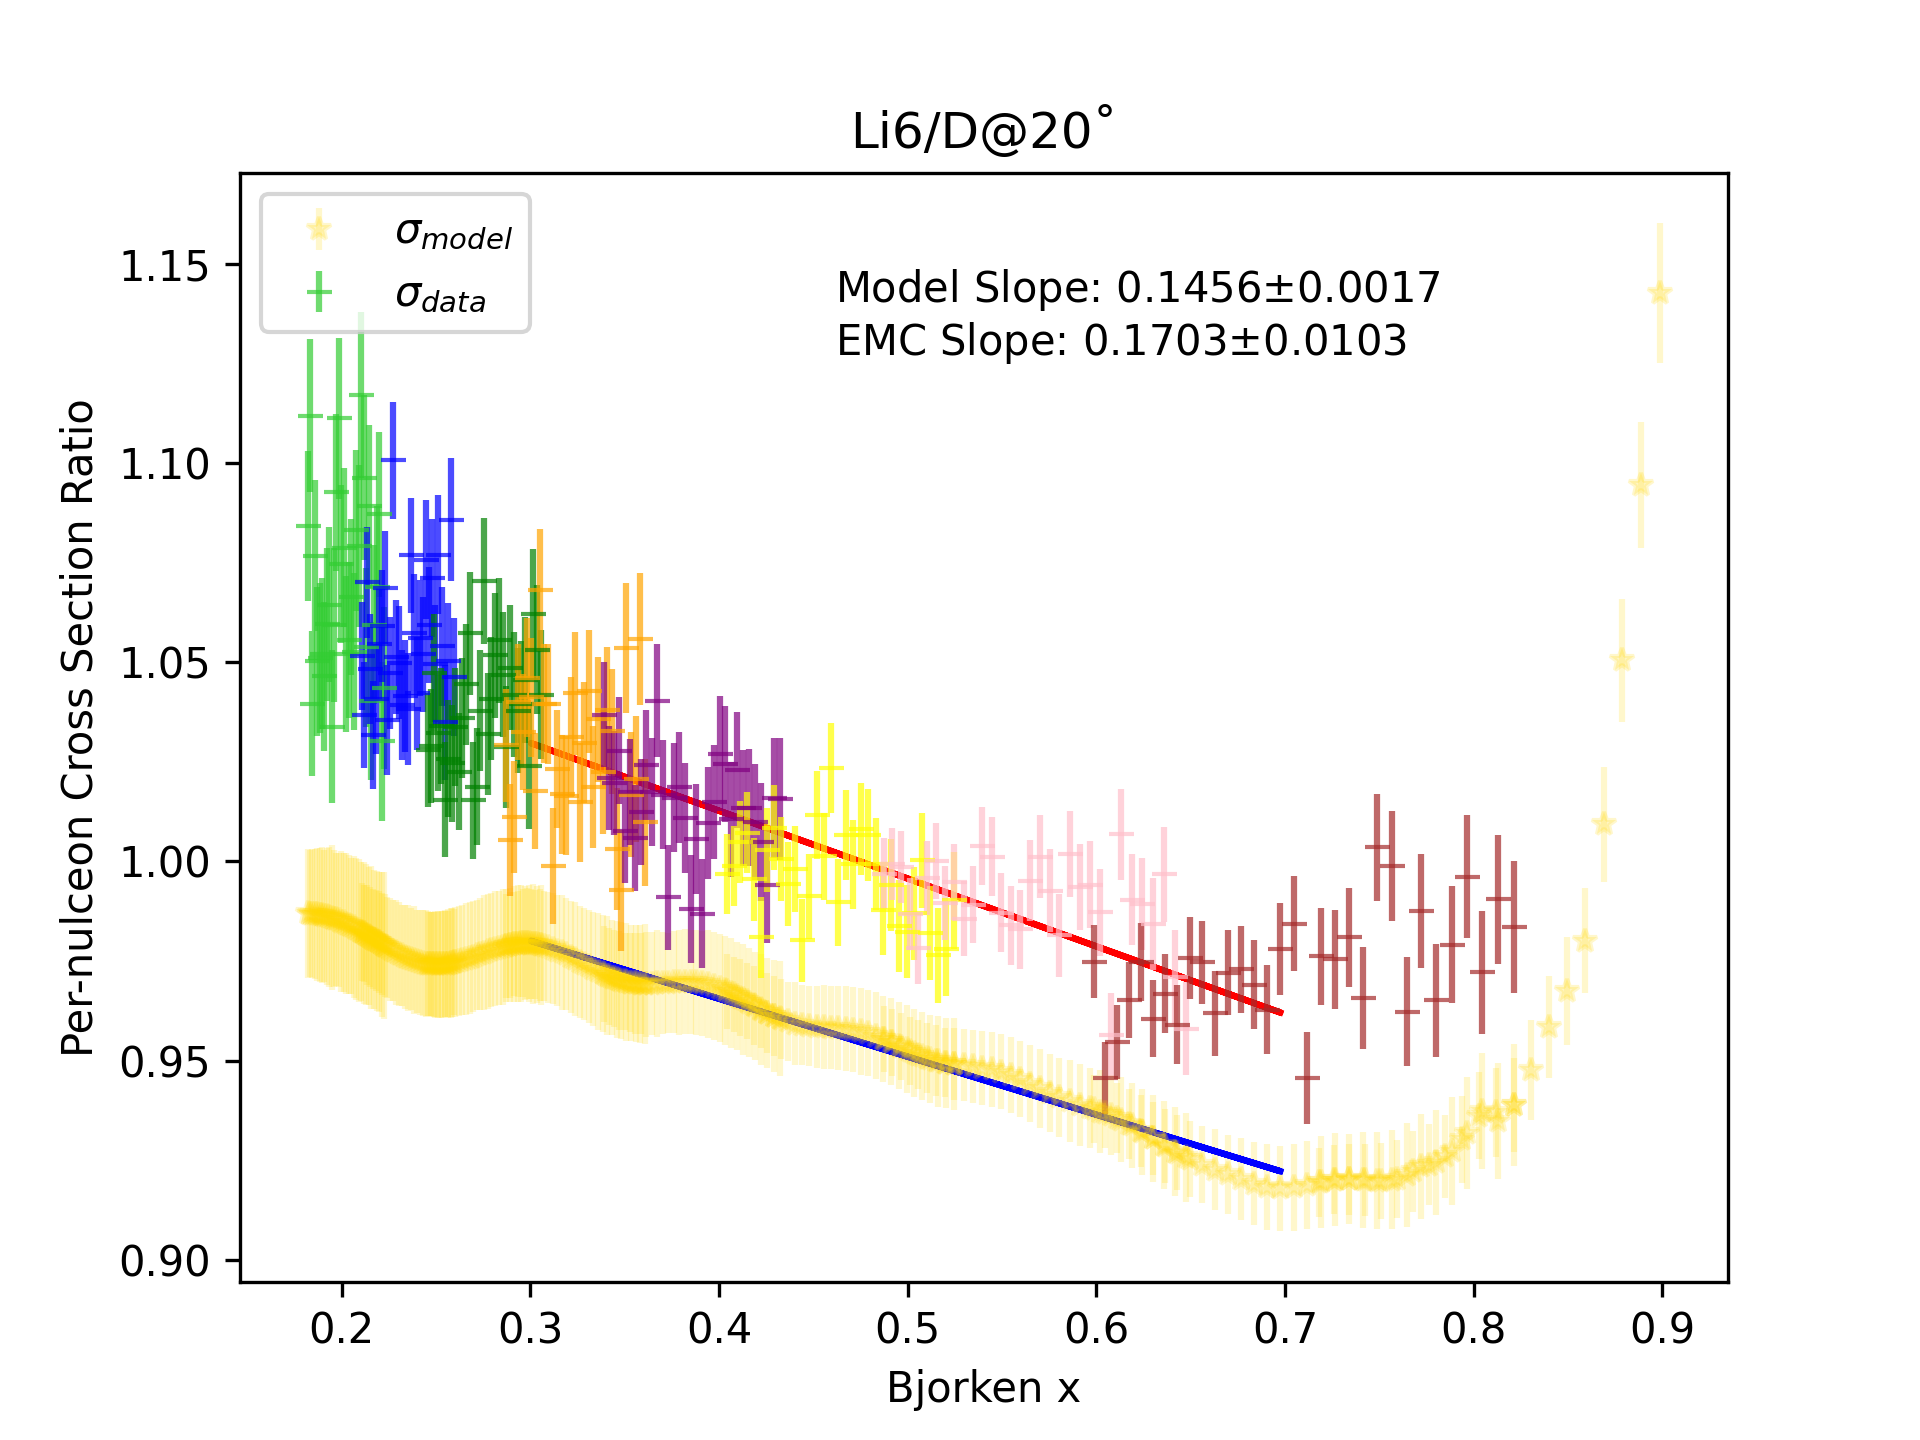 Li6/D@20˚
σmodel
σdata
Model Slope: 0.1456±0.0017
EMC Slope: 0.1703±0.0103
Per-nulceon Cross Section Ratio
1.15
1.10
1.05
1.00
0.95
0.90
0.2 0.3 0.4 0.5 0.6 0.7 0.8 0.9
Bjorken x